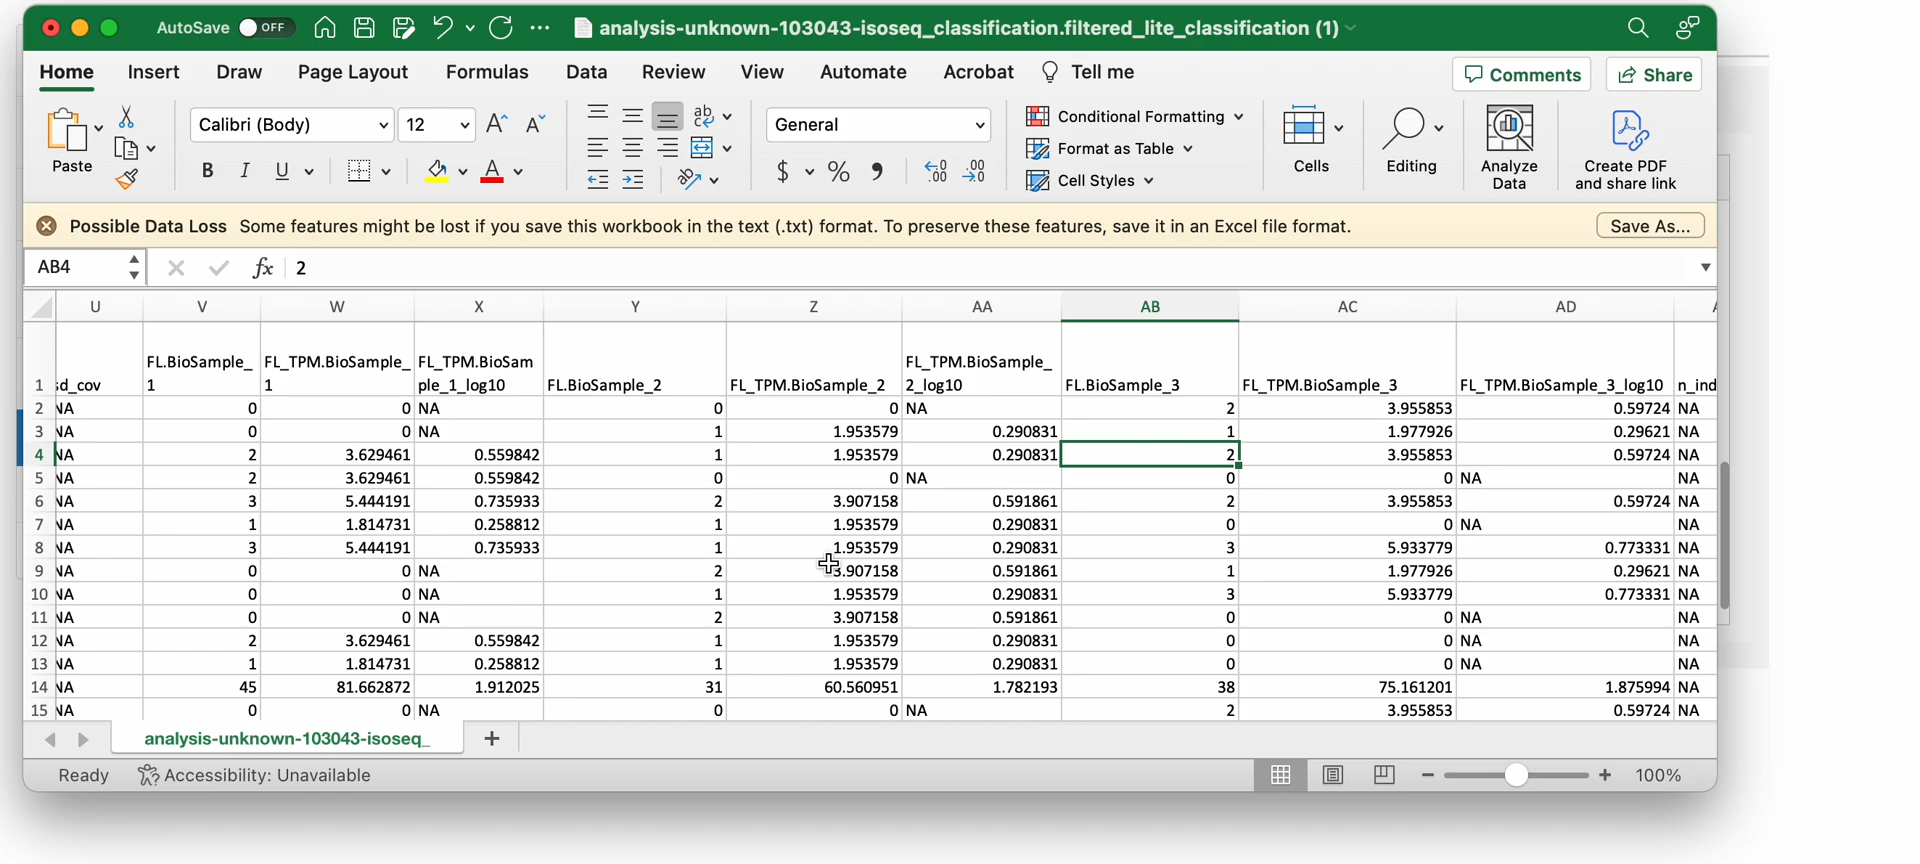 AutoSave OFF analysis-unknown-103043-isoseq_classification.filtered_lite_classification (1)
Home Insert Draw Page Layout Formulas Data Review View Automate Acrobat Tell me Comments Share
Paste Calibri (Body) 12 General Conditional Formatting Format as Table Cell Styles Cells Editing Analyze Data Create PDF and share link
Possible Data Loss Some features might be lost if you save this workbook in the text (.txt) format. To preserve these features, save it in an Excel file format. Save As...
AB4 fx 2
U V W X Y Z AA AB AC AD
1 sd_cov FL.BioSample_1 FL_TPM.BioSample_1 FL_TPM.BioSample_1_log10 FL.BioSample_2 FL_TPM.BioSample_2 FL_TPM.BioSample_2_log10 FL.BioSample_3 FL_TPM.BioSample_3 FL_TPM.BioSample_3_log10 n_ind
2 NA 0 0 NA 0 0 NA 2 3.955853 0.59724 NA
3 NA 0 0 NA 1 1.953579 0.290831 1 1.977926 0.29621 NA
4 NA 2 3.629461 0.559842 1 1.953579 0.290831 2 3.955853 0.59724 NA
5 NA 2 3.629461 0.559842 0 0 NA 0 0 NA NA
6 NA 3 5.444191 0.735933 2 3.907158 0.591861 2 3.955853 0.59724 NA
7 NA 1 1.814731 0.258812 1 1.953579 0.290831 0 0 NA NA
8 NA 3 5.444191 0.735933 1 1.953579 0.290831 3 5.933779 0.773331 NA
9 NA 0 0 NA 2 3.907158 0.591861 1 1.977926 0.29621 NA
10 NA 0 0 NA 1 1.953579 0.290831 3 5.933779 0.773331 NA
11 NA 0 0 NA 2 3.907158 0.591861 0 0 NA NA
12 NA 2 3.629461 0.559842 1 1.953579 0.290831 0 0 NA NA
13 NA 1 1.814731 0.258812 1 1.953579 0.290831 0 0 NA NA
14 NA 45 81.662872 1.912025 31 60.560951 1.782193 38 75.161201 1.875994 NA
15 NA 0 0 NA 0 0 NA 2 3.955853 0.59724 NA
analysis-unknown-103043-isoseq_
Ready Accessibility: Unavailable 100%